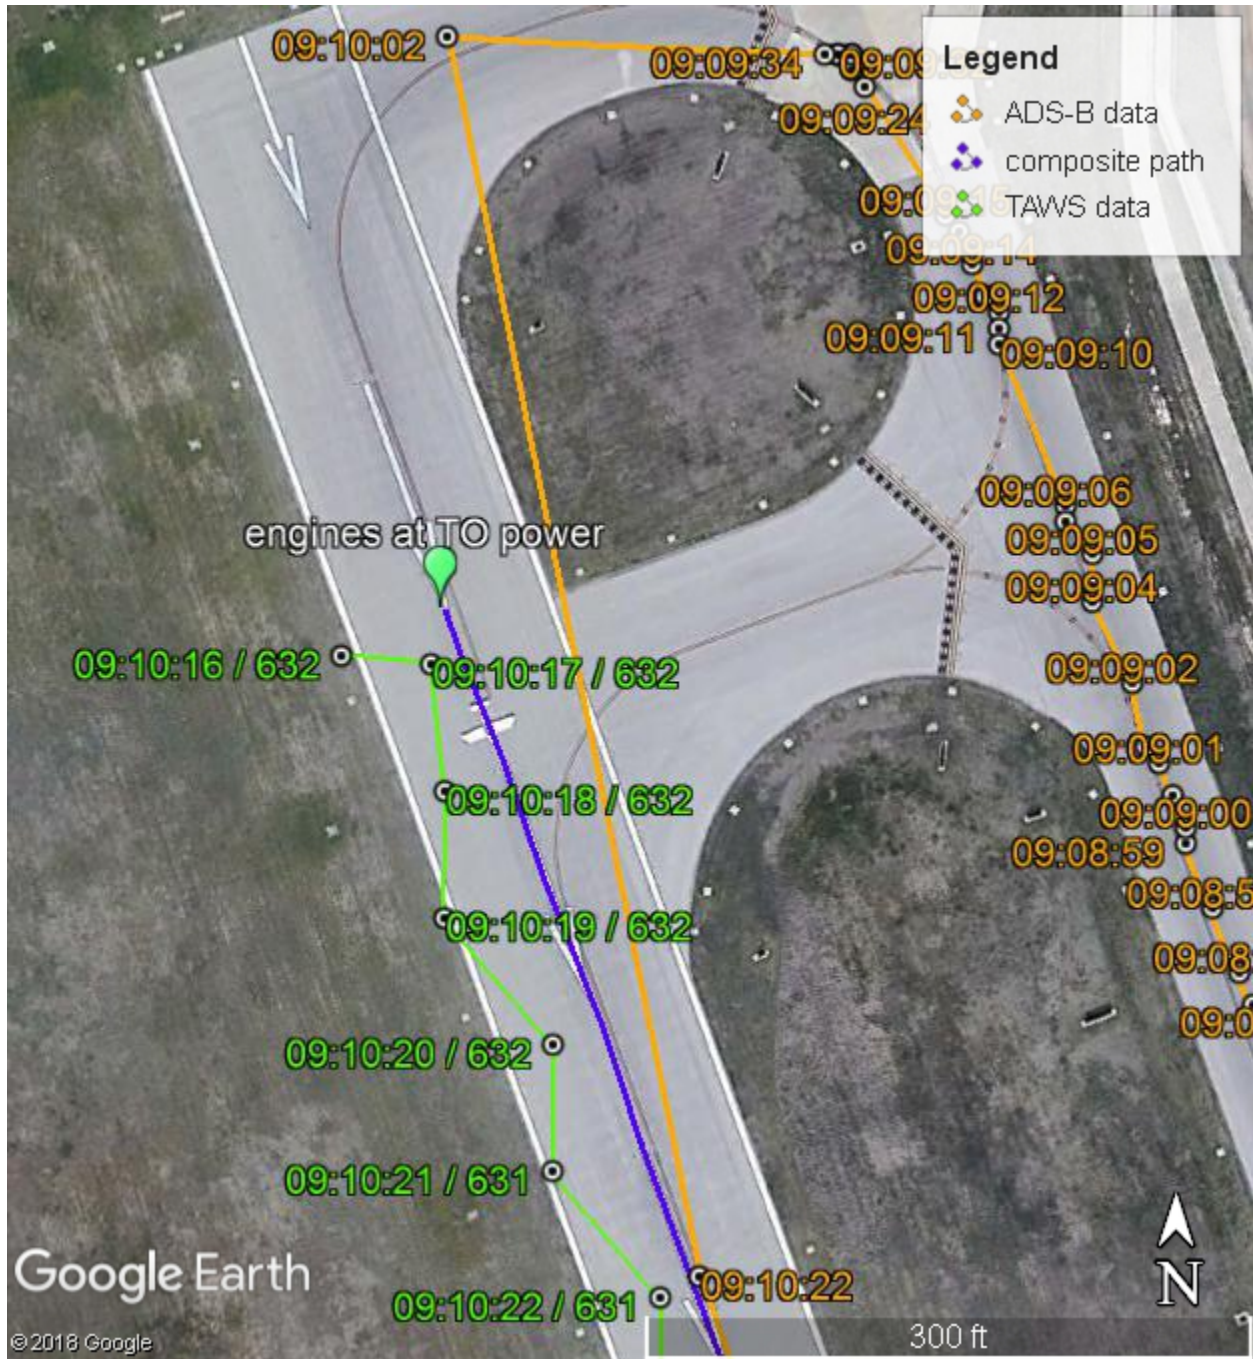 09:10:02
09:09:34
09:09:24
Legend
ADS-B data
composite path
TAWS data
09:09:14
09:09:12
09:09:11
09:09:10
09:09:06
engines at TO power
09:09:05
09:09:04
09:10:16 / 632
09:10:17 / 632
09:09:02
09:09:01
09:10:18 / 632
09:09:00
09:08:59
09:10:19 / 632
09:10:20 / 632
09:10:21 / 631
09:10:22 / 631
09:10:22
Google Earth
N
300 ft
©2018 Google